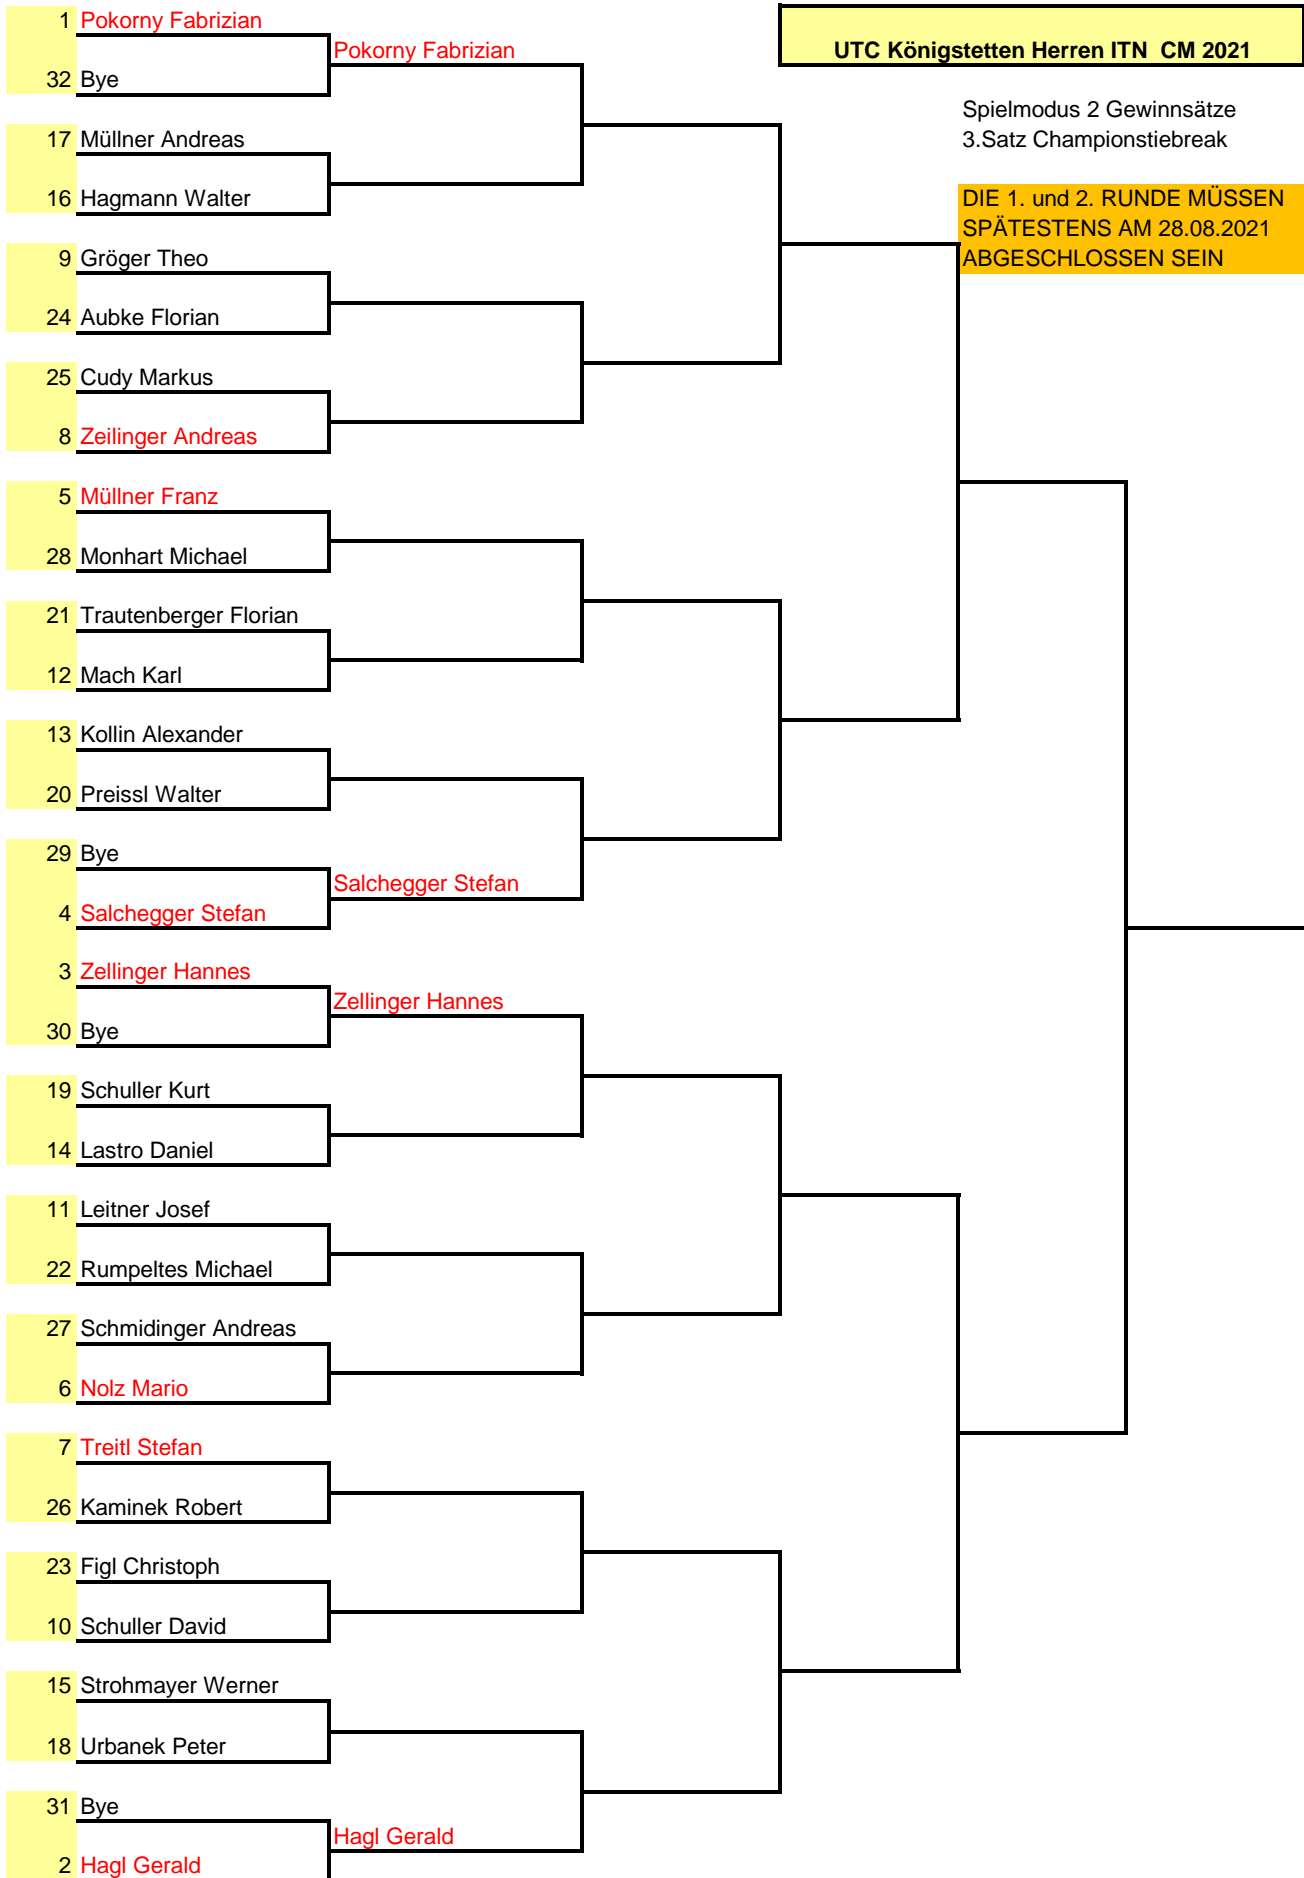 1 Pokorny Fabrizian
Pokorny Fabrizian
32 Bye
UTC Königstetten Herren ITN CM 2021
Spielmodus 2 Gewinnsätze
3.Satz Championstiebreak
DIE 1. und 2. RUNDE MÜSSEN
SPÄTESTENS AM 28.08.2021
ABGESCHLOSSEN SEIN
17 Müllner Andreas
16 Hagmann Walter
9 Gröger Theo
24 Aubke Florian
25 Cudy Markus
8 Zeilinger Andreas
5 Müllner Franz
28 Monhart Michael
21 Trautenberger Florian
12 Mach Karl
13 Kollin Alexander
20 Preissl Walter
29 Bye
Salchegger Stefan
4 Salchegger Stefan
3 Zellinger Hannes
Zellinger Hannes
30 Bye
19 Schuller Kurt
14 Lastro Daniel
11 Leitner Josef
22 Rumpeltes Michael
27 Schmidinger Andreas
6 Nolz Mario
7 Treitl Stefan
26 Kaminek Robert
23 Figl Christoph
10 Schuller David
15 Strohmayer Werner
18 Urbanek Peter
31 Bye
Hagl Gerald
2 Hagl Gerald